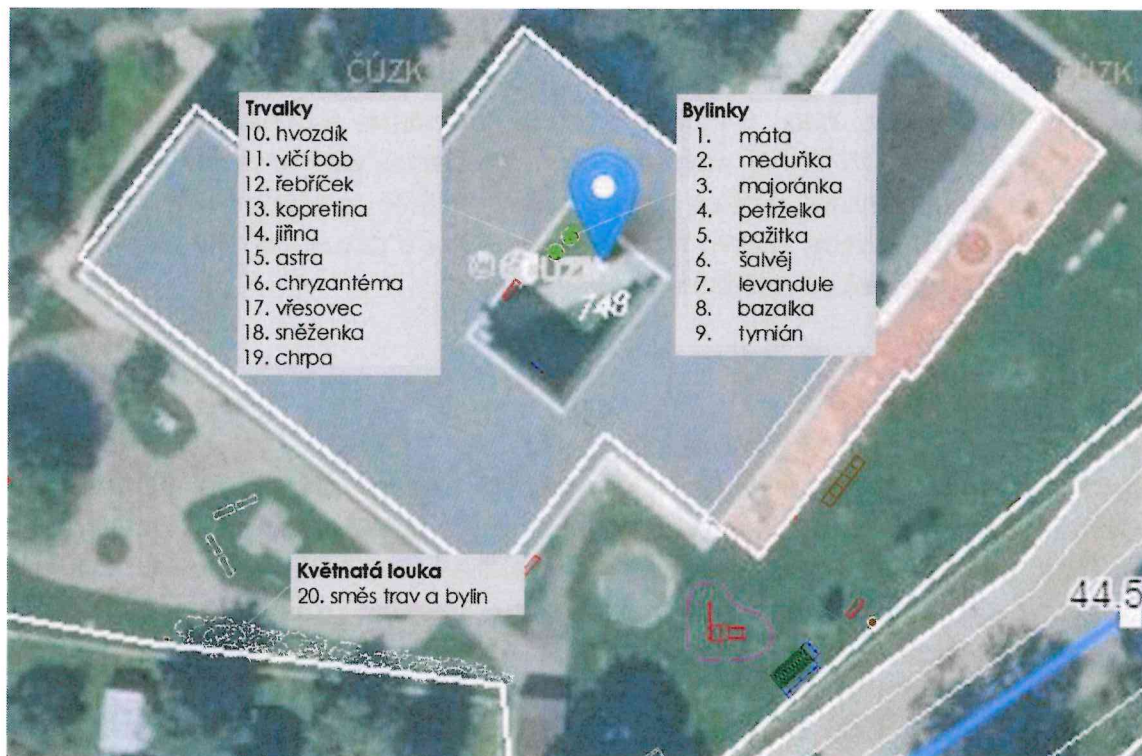 ČÚZK
ČÚZK
Trvalky
10. hvozdík
11. vlčí bob
12. řebříček
13. kopretina
14. jiřina
15. astra
16. chryzantéma
17. vřesovec
18. sněženka
19. chrpa
Bylinky
1. máta
2. meduňka
3. majoránka
4. petrželka
5. pažitka
6. šalvěj
7. levandule
8. bazalka
9. tymián
ČÚZK
748
Květnatá louka
20. směs trav a bylin
44.5